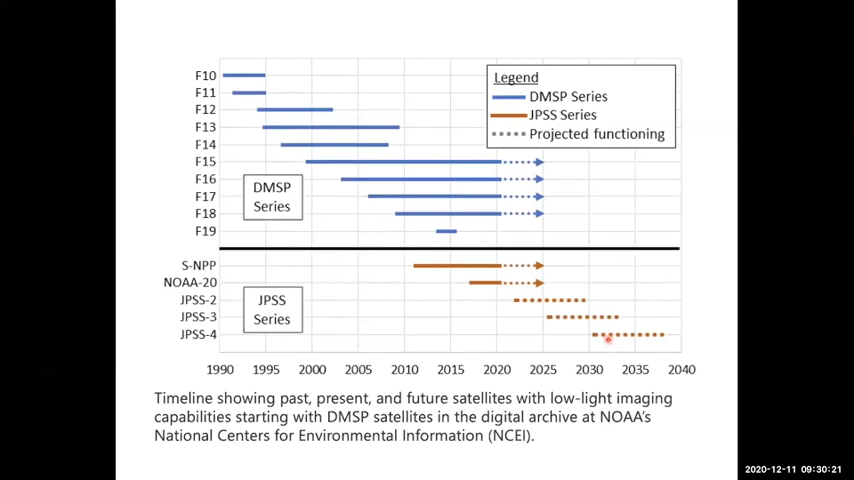 F10
F11
F12
F13
F14
F15
F16
F17
F18
F19
DMSP
Series
Legend
DMSP Series
JPSS Series
Projected functioning
S-NPP
NOAA-20
JPSS-2
JPSS-3
JPSS-4
JPSS
Series
1990 1995 2000 2005 2010 2015 2020 2025 2030 2035 2040
Timeline showing past, present, and future satellites with low-light imaging
capabilities starting with DMSP satellites in the digital archive at NOAA's
National Centers for Environmental Information (NCEI).
2020-12-11 09:30:21